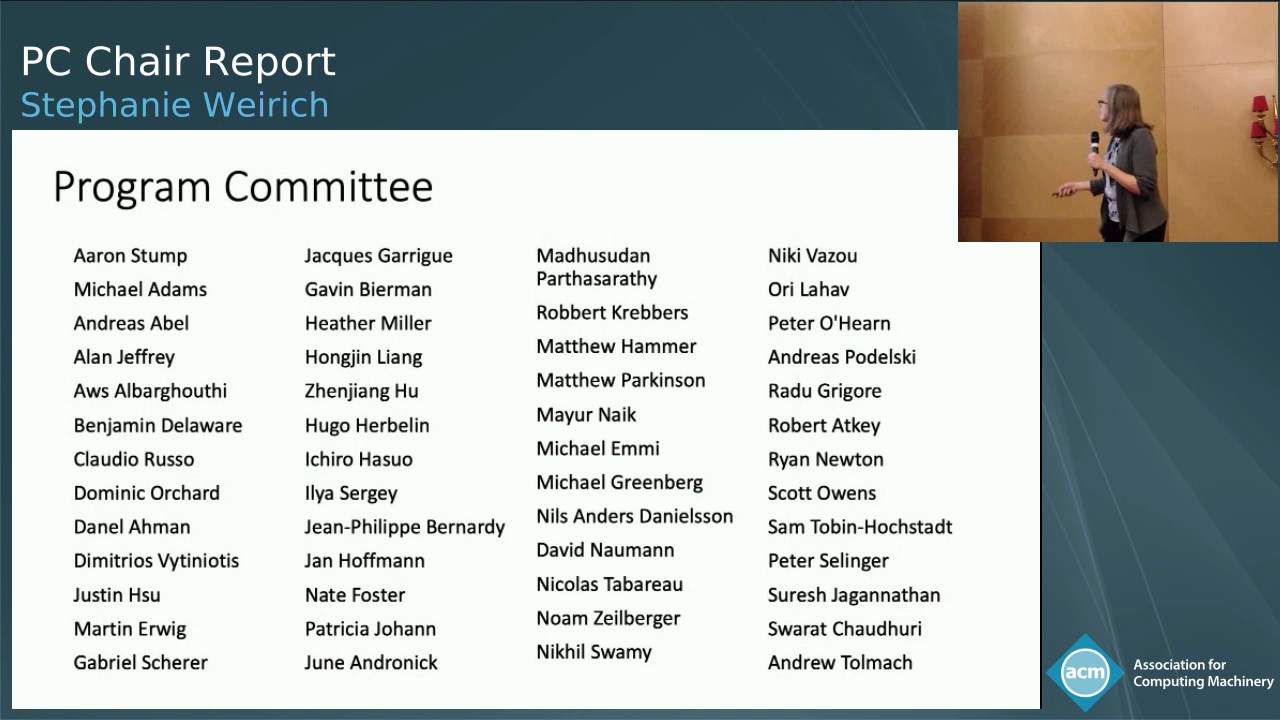 PC Chair Report
Stephanie Weirich
Program Committee
Aaron Stump
Michael Adams
Andreas Abel
Alan Jeffrey
Aws Albarghouthi
Benjamin Delaware
Claudio Russo
Dominic Orchard
Danel Ahman
Dimitrios Vytiniotis
Justin Hsu
Martin Erwig
Gabriel Scherer
Jacques Garrigue
Gavin Bierman
Heather Miller
Hongjin Liang
Zhenjiang Hu
Hugo Herbelin
Ichiro Hasuo
Ilya Sergey
Jean-Philippe Bernardy
Jan Hoffmann
Nate Foster
Patricia Johann
June Andronick
Madhusudan
Parthasarathy
Robbert Krebbers
Matthew Hammer
Matthew Parkinson
Mayur Naik
Michael Emmi
Michael Greenberg
Nils Anders Danielsson
David Naumann
Nicolas Tabareau
Noam Zeilberger
Nikhil Swamy
Niki Vazou
Ori Lahav
Peter O'Hearn
Andreas Podelski
Radu Grigore
Robert Atkey
Ryan Newton
Scott Owens
Sam Tobin-Hochstadt
Peter Selinger
Suresh Jagannathan
Swarat Chaudhuri
Andrew Tolmach
acm
Association for
Computing Machinery